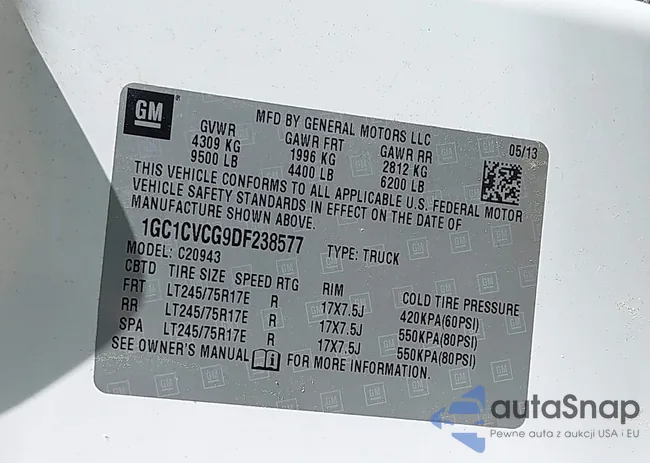 GM
MFD BY GENERAL MOTORS LLC
05/13
GVWR GAWR FRT GAWR RR
4309 KG 1996 KG 2812 KG
9500 LB 4400 LB 6200 LB
THIS VEHICLE CONFORMS TO ALL APPLICABLE U.S. FEDERAL MOTOR
VEHICLE SAFETY STANDARDS IN EFFECT ON THE DATE OF
MANUFACTURE SHOWN ABOVE.
1GC1CVCG9DF238577 TYPE: TRUCK
MODEL: C20943
CBTD TIRE SIZE SPEED RTG RIM COLD TIRE PRESSURE
FRT LT245/75R17E R 17X7.5J 420KPA(60PSI)
RR LT245/75R17E R 17X7.5J 550KPA(80PSI)
SPA LT245/75R17E R 17X7.5J 550KPA(80PSI)
SEE OWNER'S MANUAL FOR MORE INFORMATION.
autaSnap
Pewne auta z aukcji USA i EU